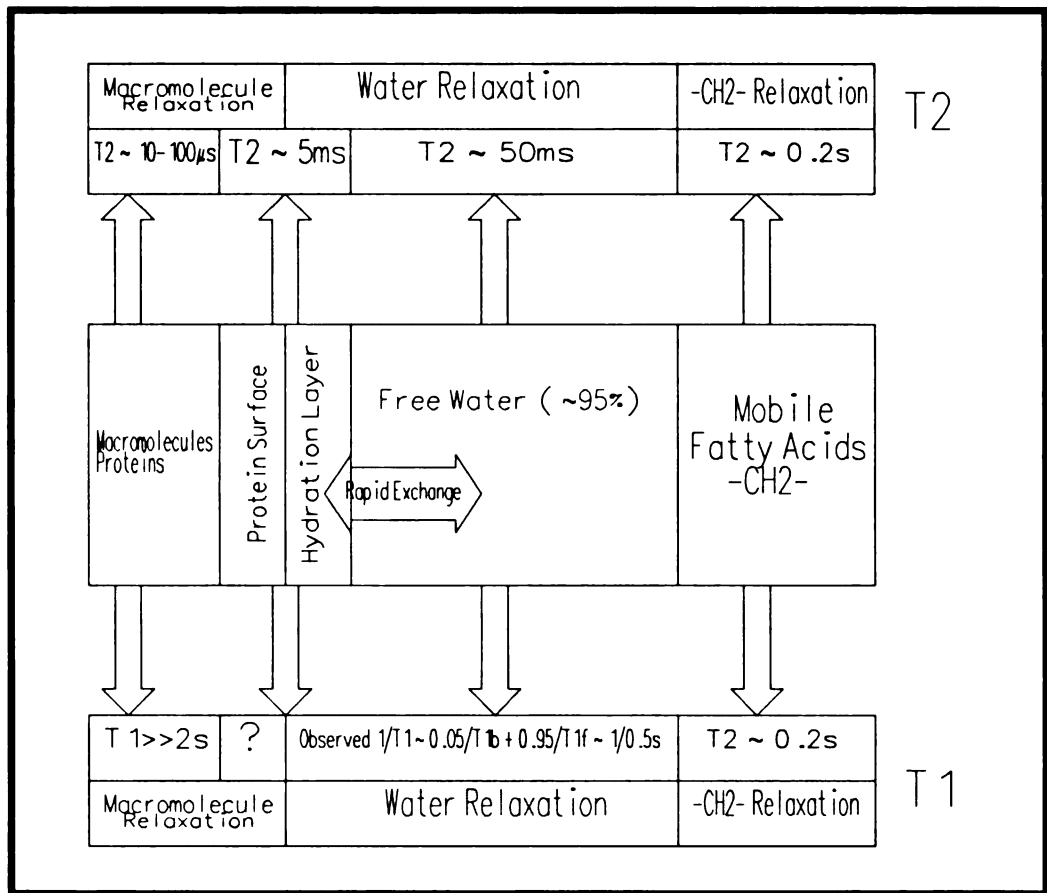 Macromolecule
Relaxation
Water Relaxation
-CH2- Relaxation
T2
T2 ~ 10-100µs
T2 ~ 5ms
T2 ~ 50ms
T2 ~ 0.2s
Macromolecules
Proteins
Protein Surface
Hydration Layer
Free Water ( ~95% )
Rapid Exchange
Mobile
Fatty Acids
-CH2-
T1>>2s
?
Observed 1/T1 ~ 0.05/T1b + 0.95/T1f ~ 1/0.5s
T2 ~ 0.2s
Macromolecule
Relaxation
Water Relaxation
-CH2- Relaxation
T1